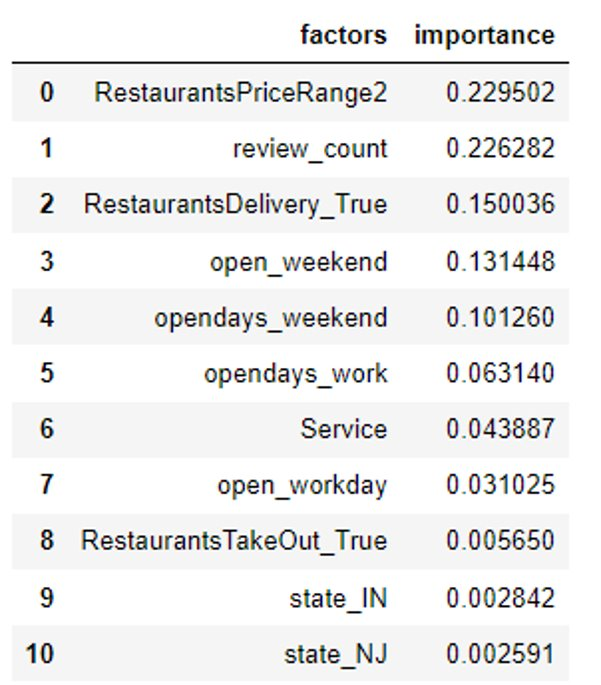 factors importance
0 RestaurantsPriceRange2 0.229502
1 review_count 0.226282
2 RestaurantsDelivery_True 0.150036
3 open_weekend 0.131448
4 opendays_weekend 0.101260
5 opendays_work 0.063140
6 Service 0.043887
7 open_workday 0.031025
8 RestaurantsTakeOut_True 0.005650
9 state_IN 0.002842
10 state_NJ 0.002591